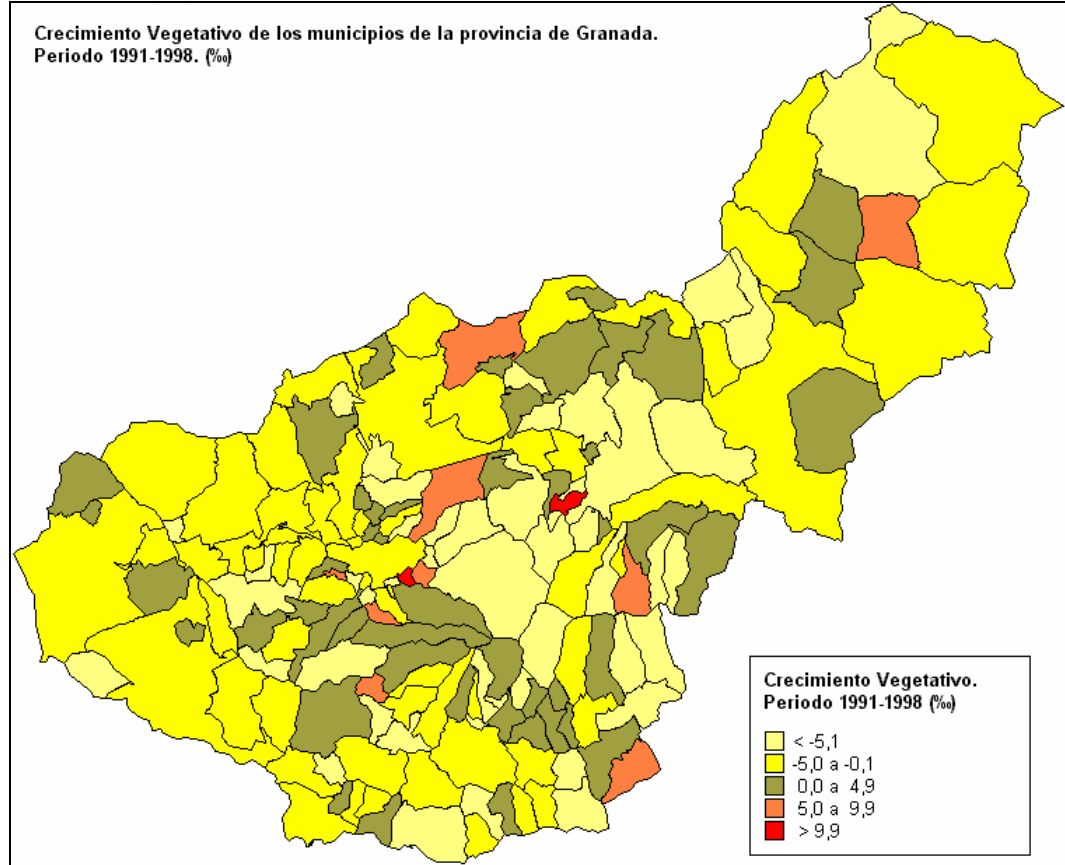 Crecimiento Vegetativo de los municipios de la provincia de Granada.
Periodo 1991-1998. (‰)
Crecimiento Vegetativo.
Periodo 1991-1998 (‰)
< -5,1
-5,0 a -0,1
0,0 a 4,9
5,0 a 9,9
> 9,9